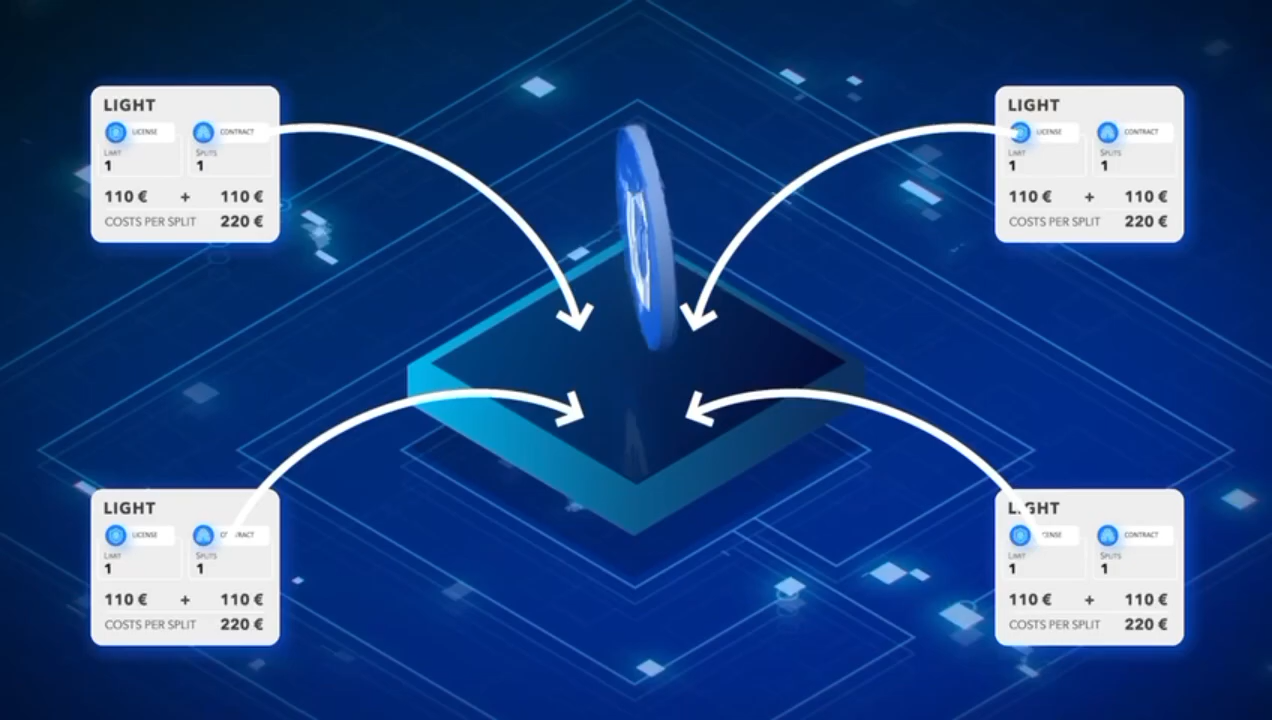 LIGHT
LICENSE CONTRACT
LIMIT SPLITS
1 1
110 € + 110 €
COSTS PER SPLIT 220 €
LIGHT
LICENSE CONTRACT
LIMIT SPLITS
1 1
110 € + 110 €
COSTS PER SPLIT 220 €
LIGHT
LICENSE
LIMIT SPLITS
1 1
110 € + 110 €
COSTS PER SPLIT 220 €
LIGHT
CONTRACT
LIMIT SPLITS
1 1
110 € + 110 €
COSTS PER SPLIT 220 €